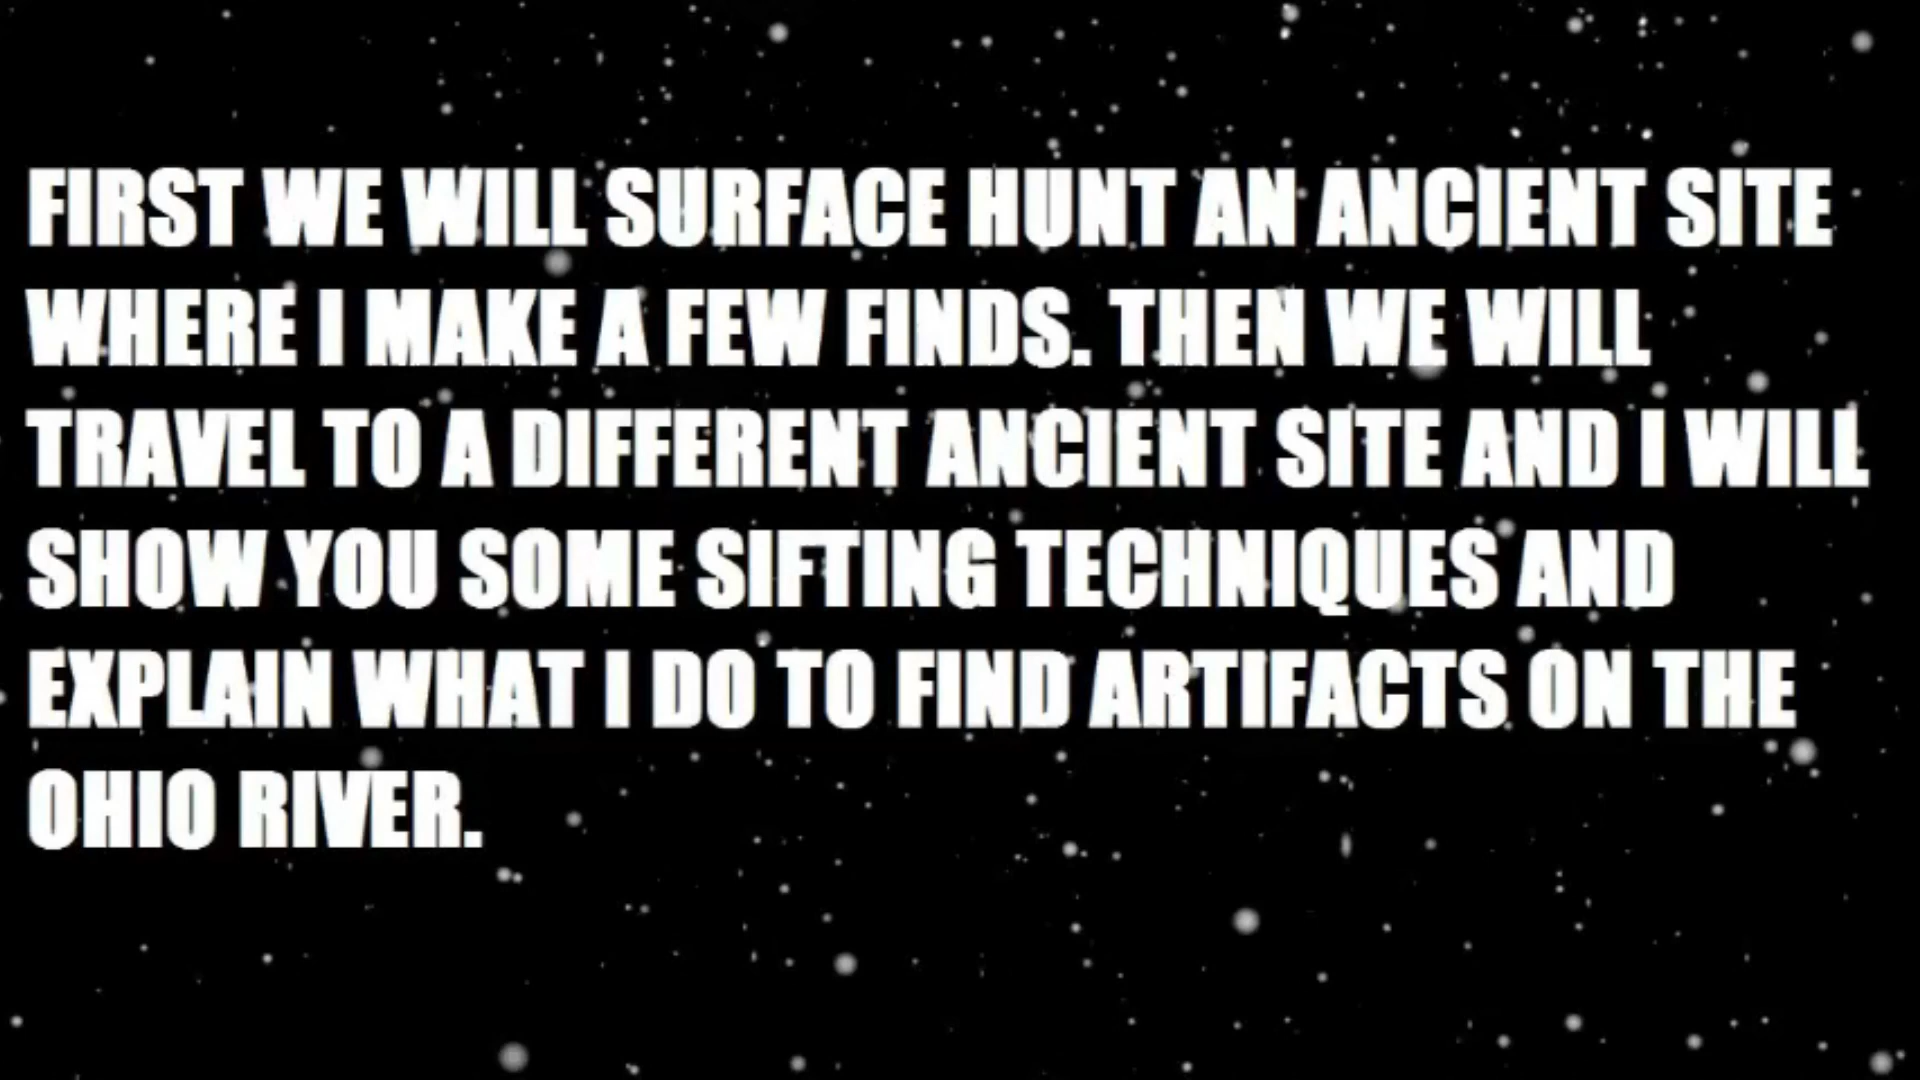 FIRST WE WILL SURFACE HUNT AN ANCIENT SITE
WHERE I MAKE A FEW FINDS. THEN WE WILL
TRAVEL TO A DIFFERENT ANCIENT SITE AND I WILL
SHOW YOU SOME SIFTING TECHNIQUES AND
EXPLAIN WHAT I DO TO FIND ARTIFACTS ON THE
OHIO RIVER.